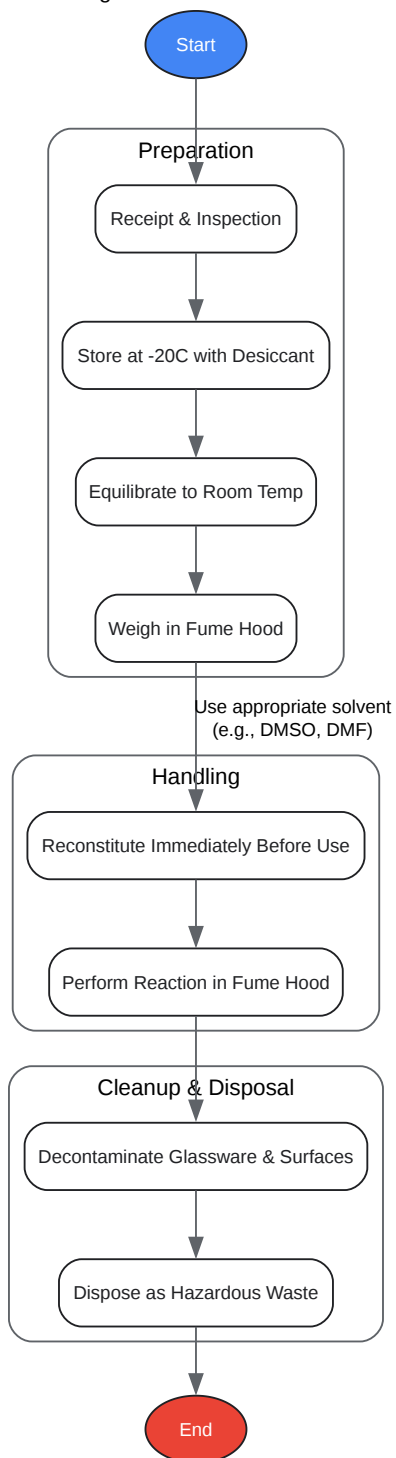 Start
Preparation
Receipt & Inspection
Store at -20C with Desiccant
Equilibrate to Room Temp
Weigh in Fume Hood
Use appropriate solvent
(e.g., DMSO, DMF)
Handling
Reconstitute Immediately Before Use
Perform Reaction in Fume Hood
Cleanup & Disposal
Decontaminate Glassware & Surfaces
Dispose as Hazardous Waste
End